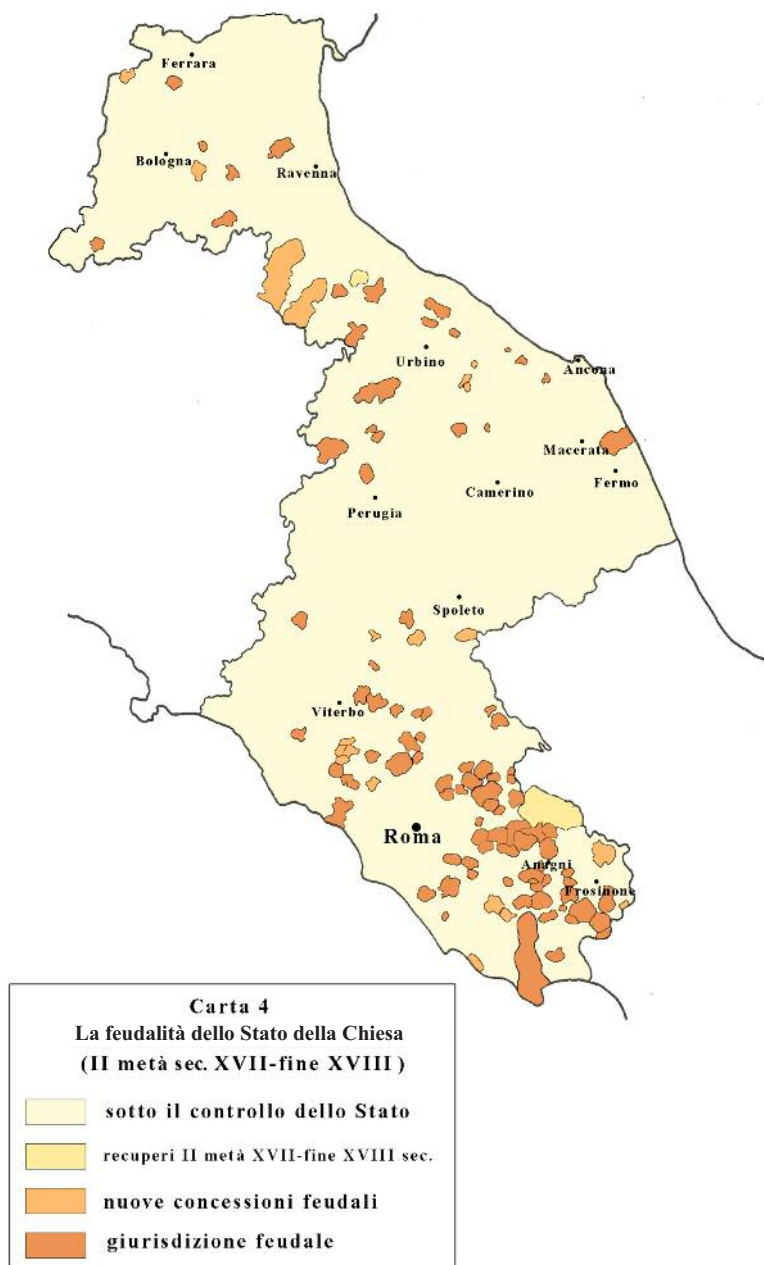 Ferrara
Bologna
Ravenna
Urbino
Ancona
Macerata
Fermo
Camerino
Perugia
Spoleto
Viterbo
Roma
Anagni
Frosinone
Carta 4
La feudalità dello Stato della Chiesa
(II metà sec. XVII-fine XVIII)
sotto il controllo dello Stato
recuperi II metà XVII-fine XVIII sec.
nuove concessioni feudali
giurisdizione feudale